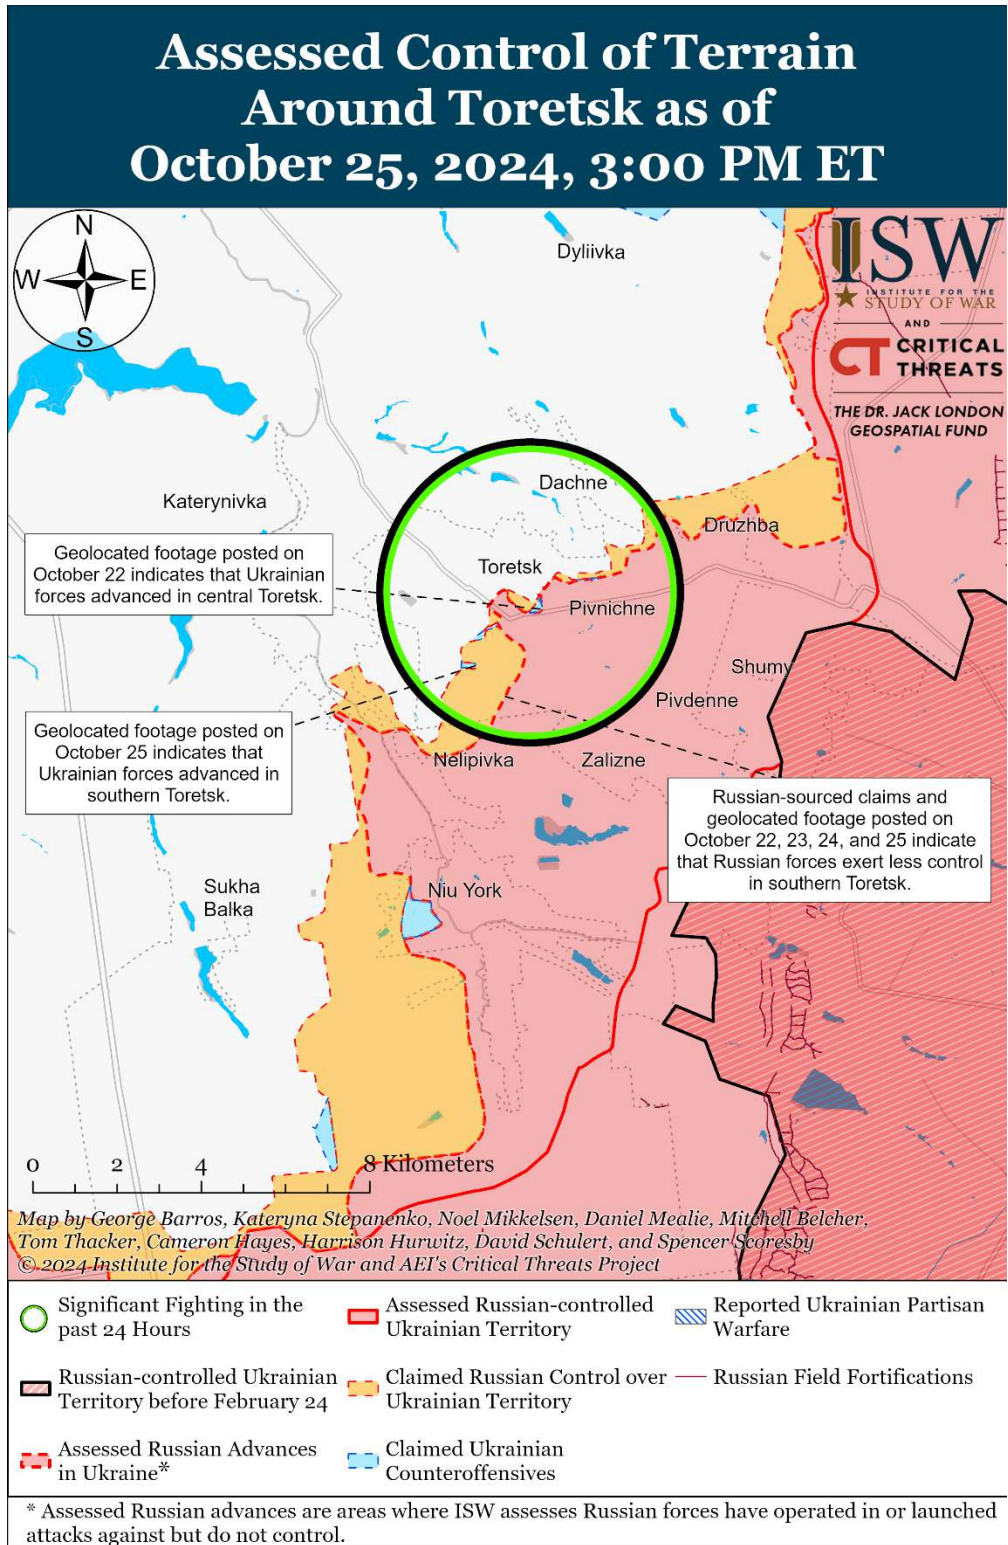 Assessed Control of Terrain
Around Toretsk as of
October 25, 2024, 3:00 PM ET
N
W
E
S
ISW
INSTITUTE FOR THE
STUDY OF WAR
AND
CT CRITICAL
THREATS
THE DR. JACK LONDON
GEOSPATIAL FUND
Dyliivka
Dachne
Katerynivka
Druzhba
Geolocated footage posted on
October 22 indicates that Ukrainian
forces advanced in central Toretsk.
Toretsk
Pivnichne
Shumy
Pivdenne
Geolocated footage posted on
October 25 indicates that
Ukrainian forces advanced in
southern Toretsk.
Nelipivka
Zalizne
Russian-sourced claims and
geolocated footage posted on
October 22, 23, 24, and 25 indicate
that Russian forces exert less control
in southern Toretsk.
Sukha
Balka
Niu York
0 2 4 8 Kilometers
Map by George Barros, Kateryna Stepanenko, Noel Mikkelsen, Daniel Mealie, Mitchell Belcher,
Tom Thacker, Cameron Hayes, Harrison Hurwitz, David Schulert, and Spencer Scoresby
© 2024 Institute for the Study of War and AEI's Critical Threats Project
Significant Fighting in the
past 24 Hours
Russian-controlled Ukrainian
Territory before February 24
Assessed Russian Advances
in Ukraine*
Assessed Russian-controlled
Ukrainian Territory
Claimed Russian Control over
Ukrainian Territory
Claimed Ukrainian
Counteroffensives
Reported Ukrainian Partisan
Warfare
Russian Field Fortifications
* Assessed Russian advances are areas where ISW assesses Russian forces have operated in or launched
attacks against but do not control.